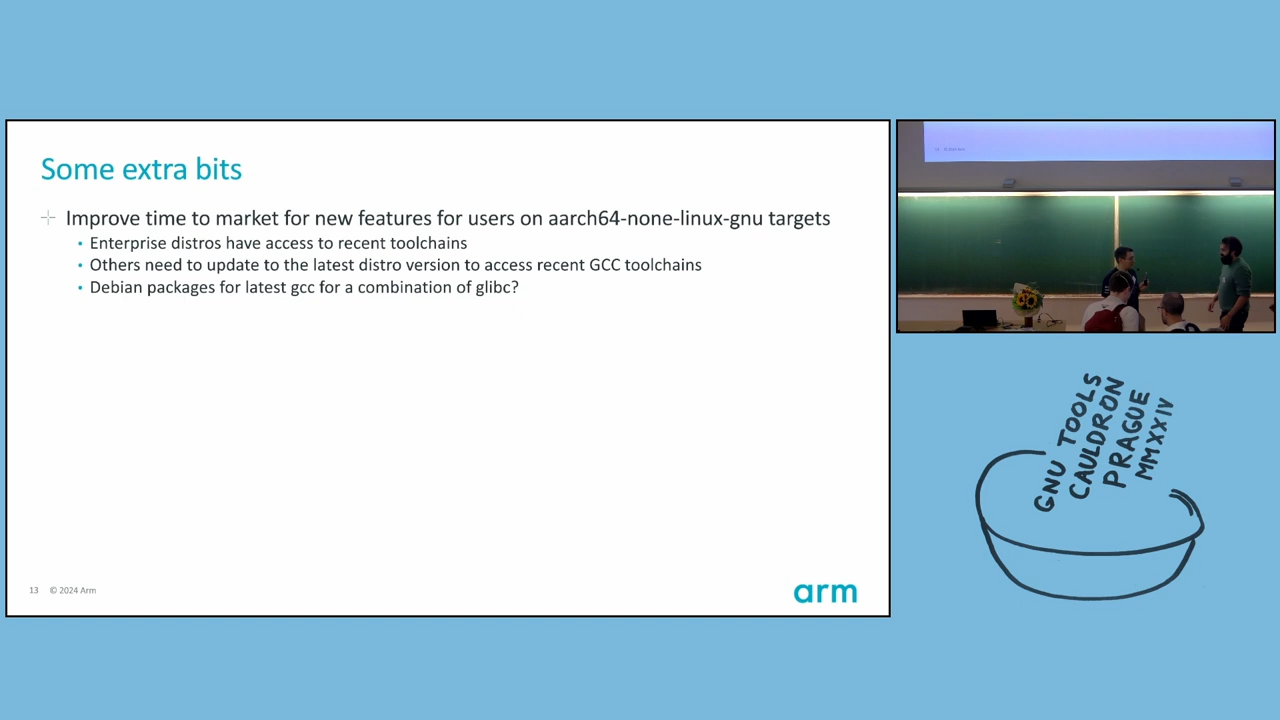 Some extra bits
Improve time to market for new features for users on aarch64-none-linux-gnu targets
• Enterprise distros have access to recent toolchains
• Others need to update to the latest distro version to access recent GCC toolchains
• Debian packages for latest gcc for a combination of glibc?
13 © 2024 Arm
arm
GNU TOOLS
CAULDRON
PRAGUE
MMXXIV